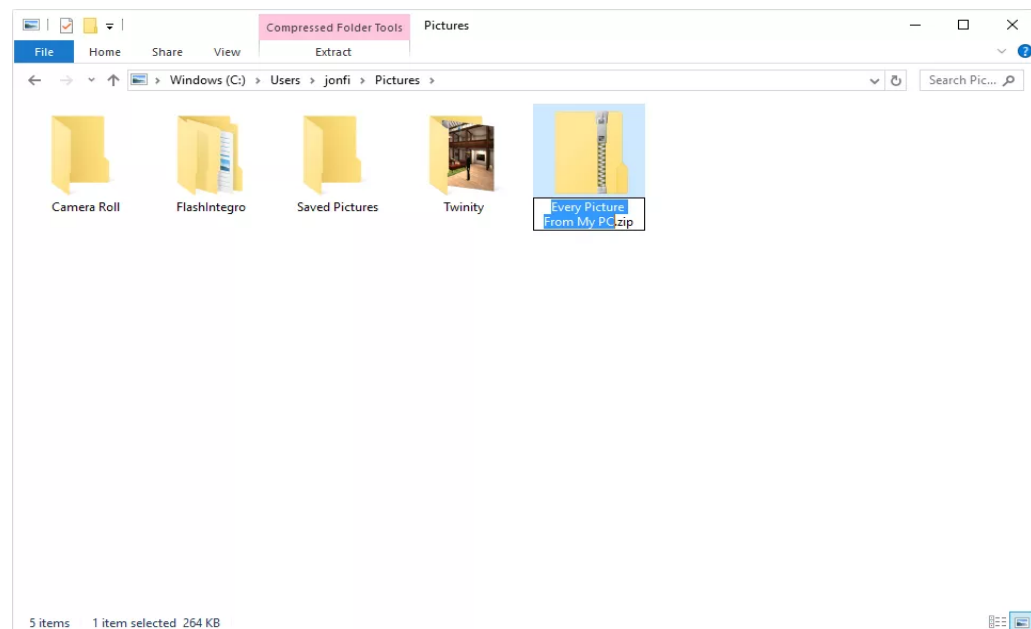 Compressed Folder Tools
Pictures
File
Home
Share
View
Extract
Windows (C:) > Users > jonfi > Pictures >
Search Pic...
Camera Roll
FlashIntegro
Saved Pictures
Twinity
Every Picture
From My PC.zip
5 items
1 item selected 264 KB